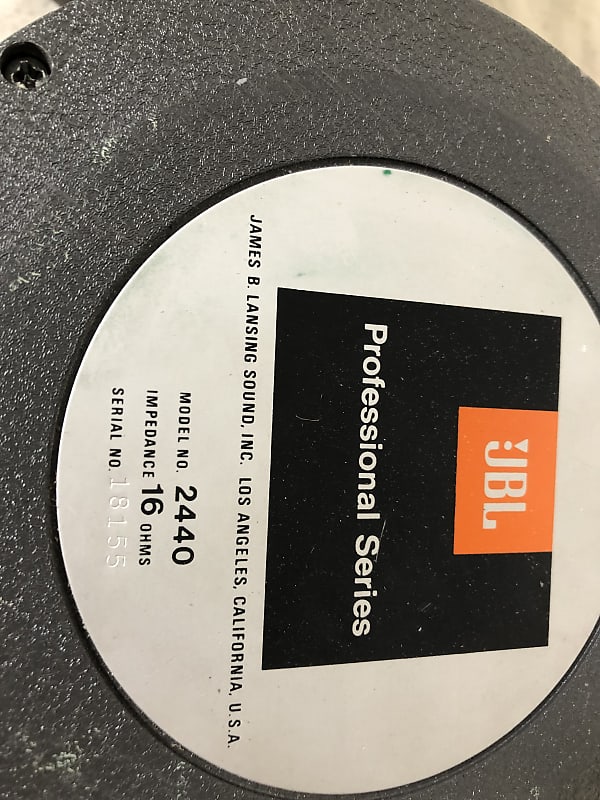 JBL
Professional Series
JAMES B. LANSING SOUND, INC. LOS ANGELES, CALIFORNIA, U.S.A.
MODEL NO. 2440
IMPEDANCE 16 OHMS
SERIAL NO. 18155